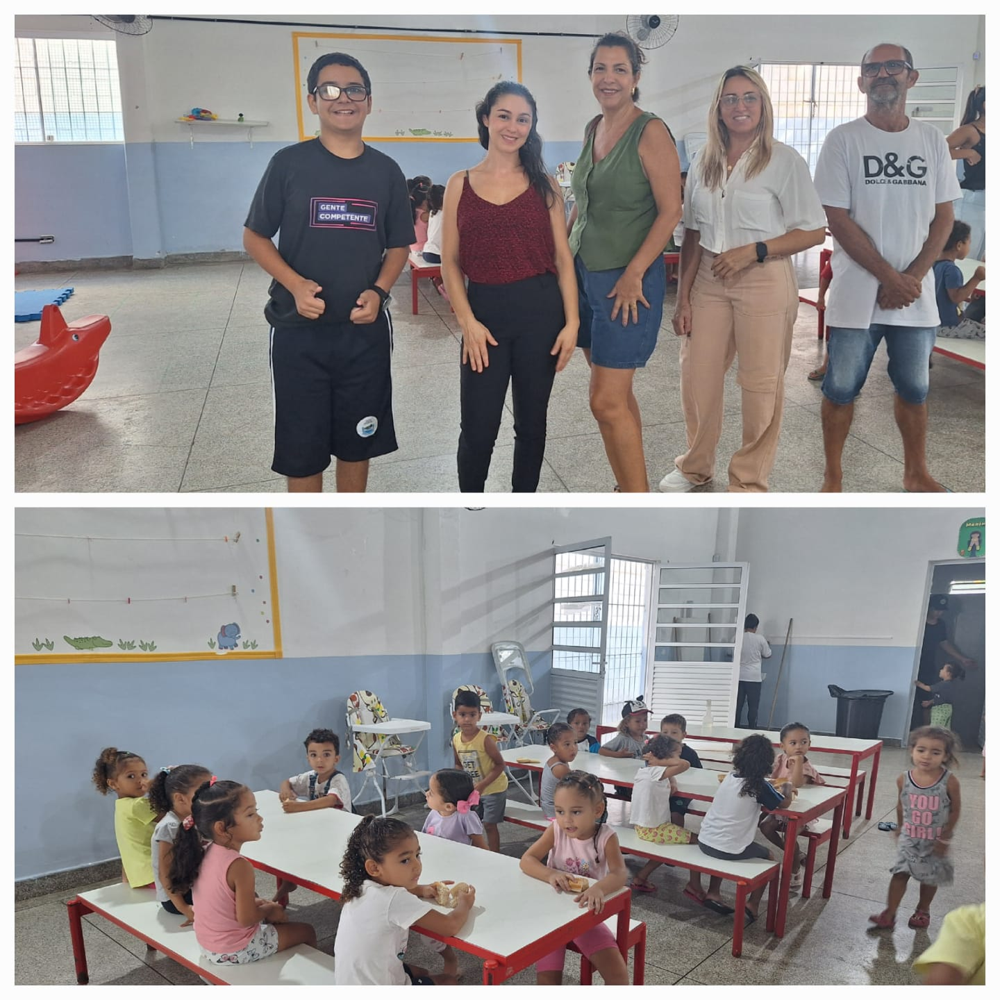 GENTE
COMPETENTE
D&G
DOLCE & GABBANA
YOU
GO
GIRL!